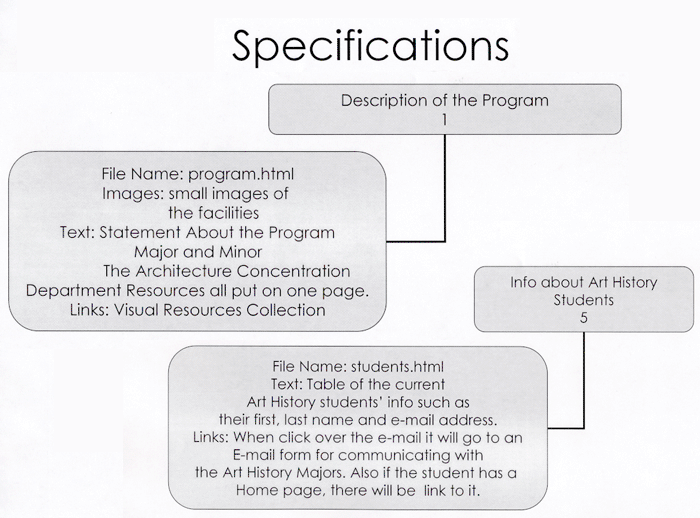 Specifications
Description of the Program
1
File Name: program.html
Images: small images of
the facilities
Text: Statement About the Program
Major and Minor
The Architecture Concentration
Department Resources all put on one page.
Links: Visual Resources Collection
Info about Art History
Students
5
File Name: students.html
Text: Table of the current
Art History students' info such as
their first, last name and e-mail address.
Links: When click over the e-mail it will go to an
E-mail form for communicating with
the Art History Majors. Also if the student has a
Home page, there will be link to it.